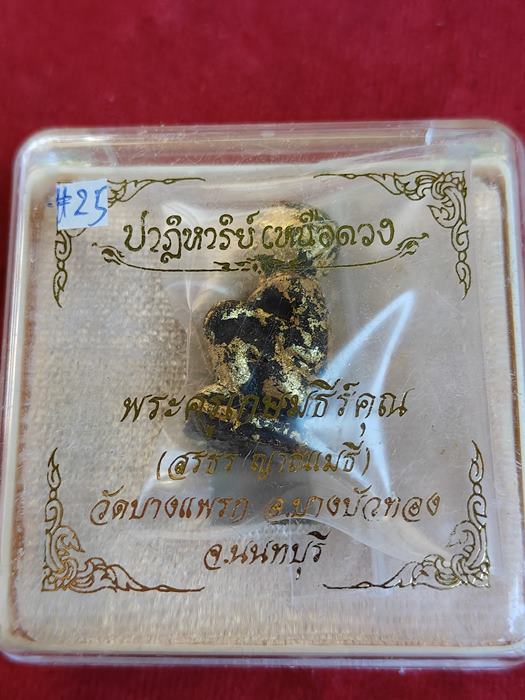 #25
ปาฏิหาริย์ เหนือดวง
พระครูเกษมธีร์คุณ
(สุรธรฺ ญาณเมธี)
วัดบางแพรก อ.บางบัวทอง
จ.นนทบุรี